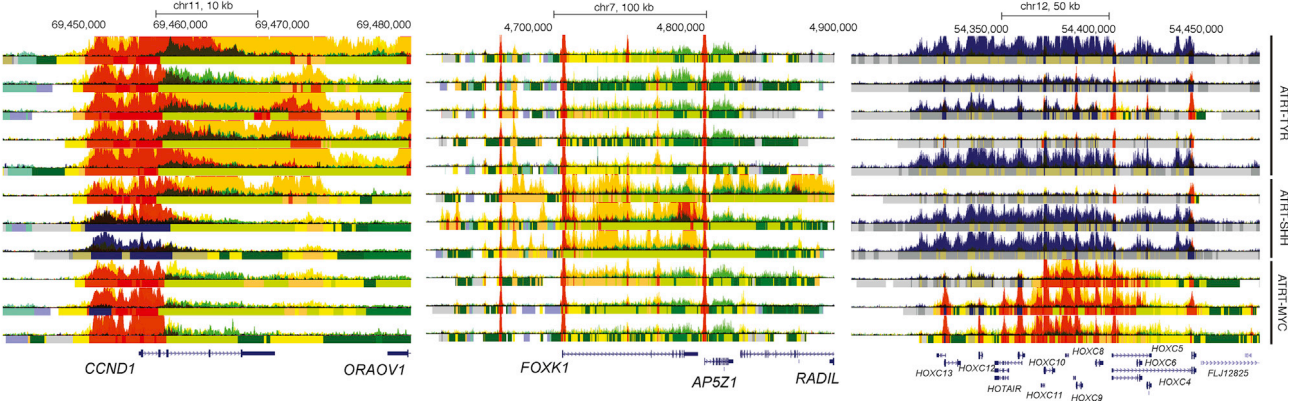 chr11, 10 kb
69,450,000 69,460,000 69,470,000 69,480,000
CCND1 ORAOV1
chr7, 100 kb
4,700,000 4,800,000 4,900,000
FOXK1 AP5Z1 RADIL
chr12, 50 kb
54,350,000 54,400,000 54,450,000
HOXC13 HOXC12 HOXC10 HOXC8 HOXC5
HOXC6
HOTAIR HOXC4 FLJ12825
HOXC11 HOXC9
ATRT-TYR
ATRT-SHH
ATRT-MYC